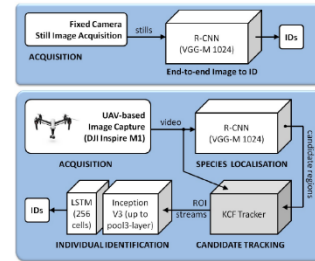 Fixed Camera
Still Image Acquisition
stills
R-CNN
(VGG-M 1024)
IDs
ACQUISITION
End-to-end Image to ID
UAV-based
Image Capture
(DJI Inspire M1)
video
R-CNN
(VGG-M 1024)
candidate regions
ACQUISITION
SPECIES LOCALISATION
IDs
LSTM
(256
cells)
Inception
V3 (up to
pool3-layer)
ROI
streams
KCF Tracker
INDIVIDUAL IDENTIFICATION
CANDIDATE TRACKING